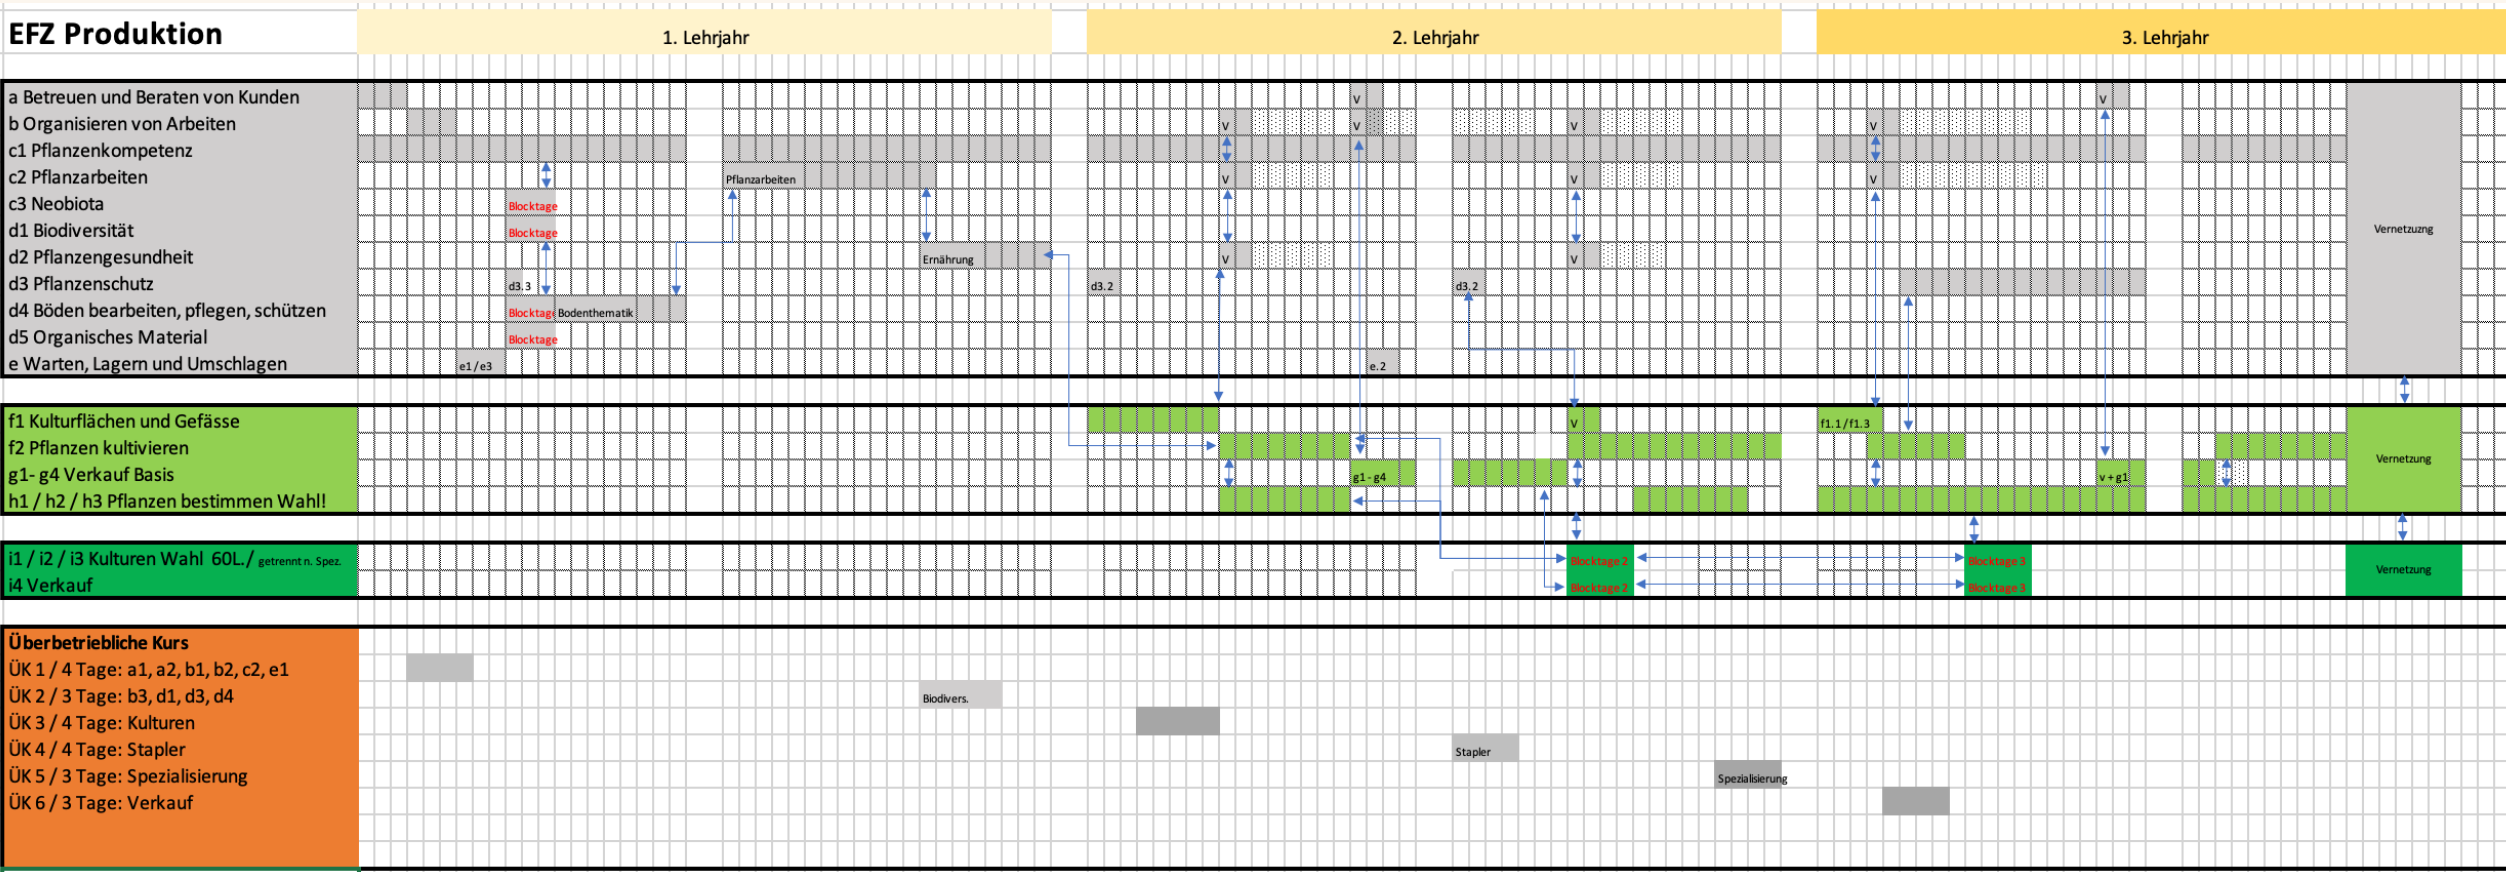 EFZ Produktion
1. Lehrjahr
2. Lehrjahr
3. Lehrjahr
a Betreuen und Beraten von Kunden
V
V
b Organisieren von Arbeiten
V
V
V
V
c1 Pflanzenkompetenz
c2 Pflanzarbeiten
Pflanzarbeiten
V
V
V
c3 Neobiota
Blocktage
d1 Biodiversität
Blocktage
Vernetzuzng
d2 Pflanzengesundheit
Ernährung
V
V
d3 Pflanzenschutz
d3.3
d3.2
d3.2
d4 Böden bearbeiten, pflegen, schützen
Blocktage
Bodenthematik
d5 Organisches Material
Blocktage
e Warten, Lagern und Umschlagen
e1/e3
e.2
f1 Kulturflächen und Gefässe
V
f1.1/f1.3
f2 Pflanzen kultivieren
Vernetzung
g1- g4 Verkauf Basis
g1-g4
v+g1
h1 / h2 / h3 Pflanzen bestimmen Wahl!
i1 / i2 / i3 Kulturen Wahl 60L./ getrennt n. Spez.
Blocktage 2
Blocktage 3
Vernetzung
i4 Verkauf
Blocktage 2
Blocktage 3
Überbetriebliche Kurs
ÜK 1 / 4 Tage: a1, a2, b1, b2, c2, e1
ÜK 2 / 3 Tage: b3, d1, d3, d4
Biodivers.
ÜK 3 / 4 Tage: Kulturen
ÜK 4 / 4 Tage: Stapler
Stapler
ÜK 5 / 3 Tage: Spezialisierung
Spezialisierung
ÜK 6 / 3 Tage: Verkauf